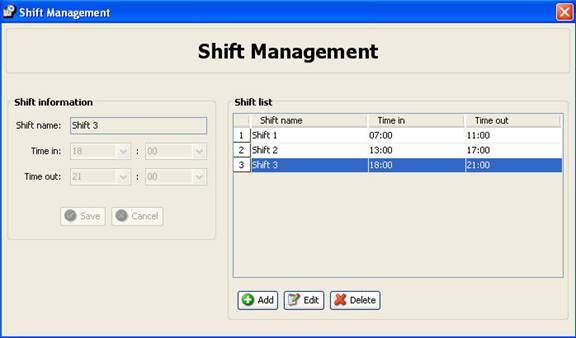 Shift Management
Shift Management
Shift information
Shift name: Shift 3
Time in: 18 : 00
Time out: 21 : 00
Save Cancel
Shift list
Shift name Time in Time out
1 Shift 1 07:00 11:00
2 Shift 2 13:00 17:00
3 Shift 3 18:00 21:00
Add Edit Delete